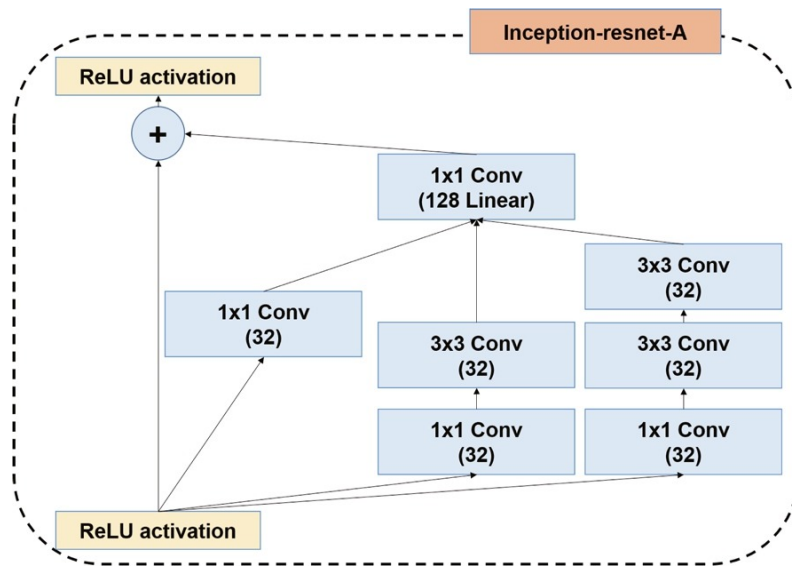 Inception-resnet-A
ReLU activation
+
1x1 Conv
(128 Linear)
1x1 Conv
(32)
3x3 Conv
(32)
1x1 Conv
(32)
3x3 Conv
(32)
3x3 Conv
(32)
1x1 Conv
(32)
ReLU activation